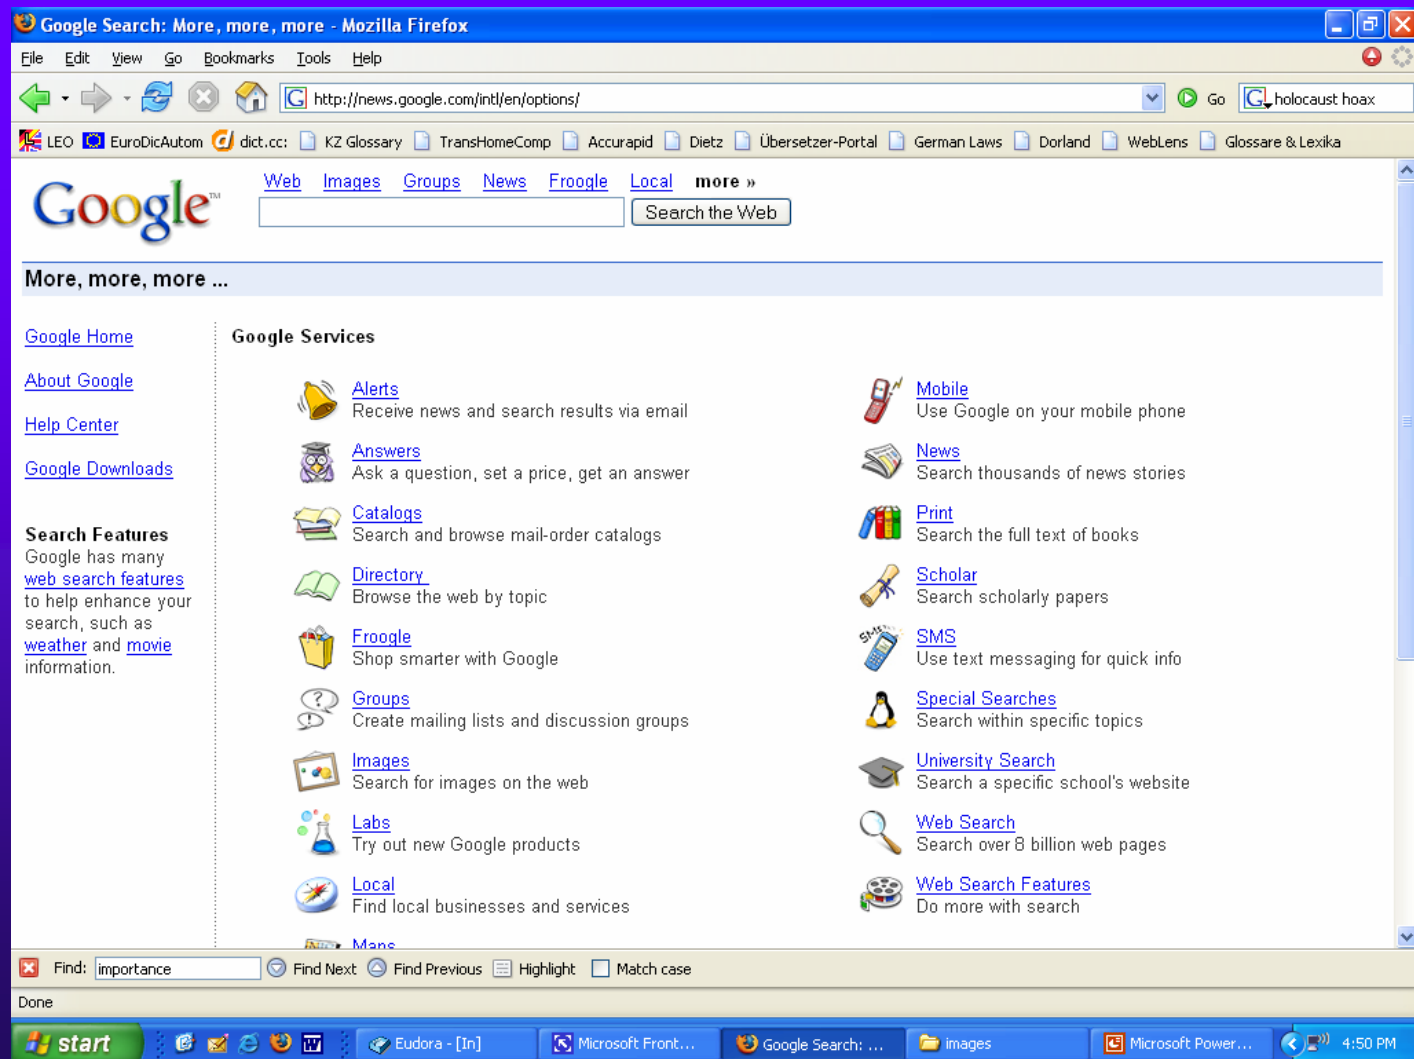 Google Search: More, more, more - Mozilla Firefox
File Edit View Go Bookmarks Tools Help
http://news.google.com/intl/en/options/ Go holocaust hoax
LEO EuroDicAutom dict.cc: KZ Glossary TransHomeComp Accurapid Dietz Übersetzer-Portal German Laws Dorland WebLens Glossare & Lexika
Google™
Web Images Groups News Froogle Local more »
Search the Web
More, more, more ...
Google Home
About Google
Help Center
Google Downloads
Search Features
Google has many
web search features
to help enhance your
search, such as
weather and movie
information.
Google Services
Alerts
Receive news and search results via email
Answers
Ask a question, set a price, get an answer
Catalogs
Search and browse mail-order catalogs
Directory
Browse the web by topic
Froogle
Shop smarter with Google
Groups
Create mailing lists and discussion groups
Images
Search for images on the web
Labs
Try out new Google products
Local
Find local businesses and services
Maps
Mobile
Use Google on your mobile phone
News
Search thousands of news stories
Print
Search the full text of books
Scholar
Search scholarly papers
SMS
Use text messaging for quick info
Special Searches
Search within specific topics
University Search
Search a specific school's website
Web Search
Search over 8 billion web pages
Web Search Features
Do more with search
Find: importance Find Next Find Previous Highlight Match case
Done
start Eudora - [In] Microsoft Front... Google Search: ... images Microsoft Power... 4:50 PM